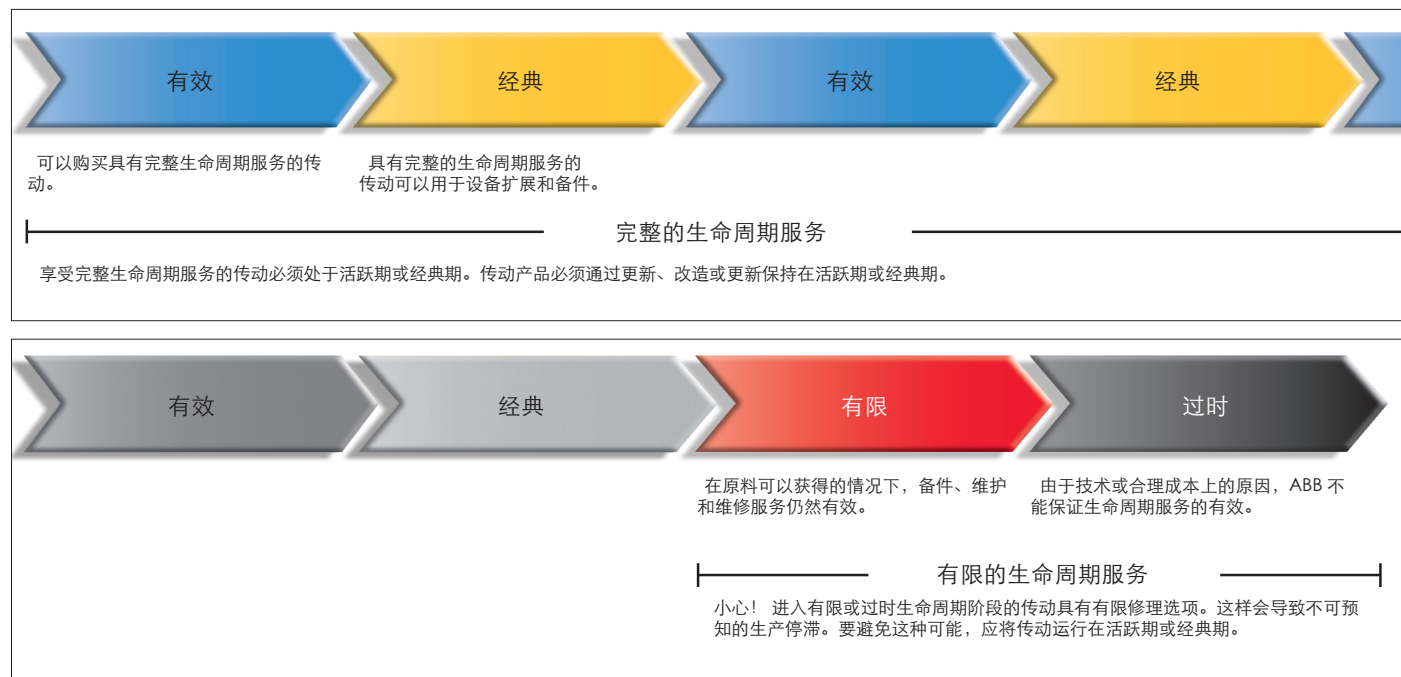 有效
经典
有效
经典
可以购买具有完整生命周期服务的传
动。
具有完整的生命周期服务的
传动可以用于设备扩展和备件。
完整的生命周期服务
享受完整生命周期服务的传动必须处于活跃期或经典期。传动产品必须通过更新、改造或更新保持在活跃期或经典期。
有效
经典
有限
过时
在原料可以获得的情况下，备件、维护
和维修服务仍然有效。
由于技术或合理成本上的原因，ABB 不
能保证生命周期服务的有效。
有限的生命周期服务
小心！ 进入有限或过时生命周期阶段的传动具有有限修理选项。这样会导致不可预
知的生产停滞。要避免这种可能，应将传动运行在活跃期或经典期。